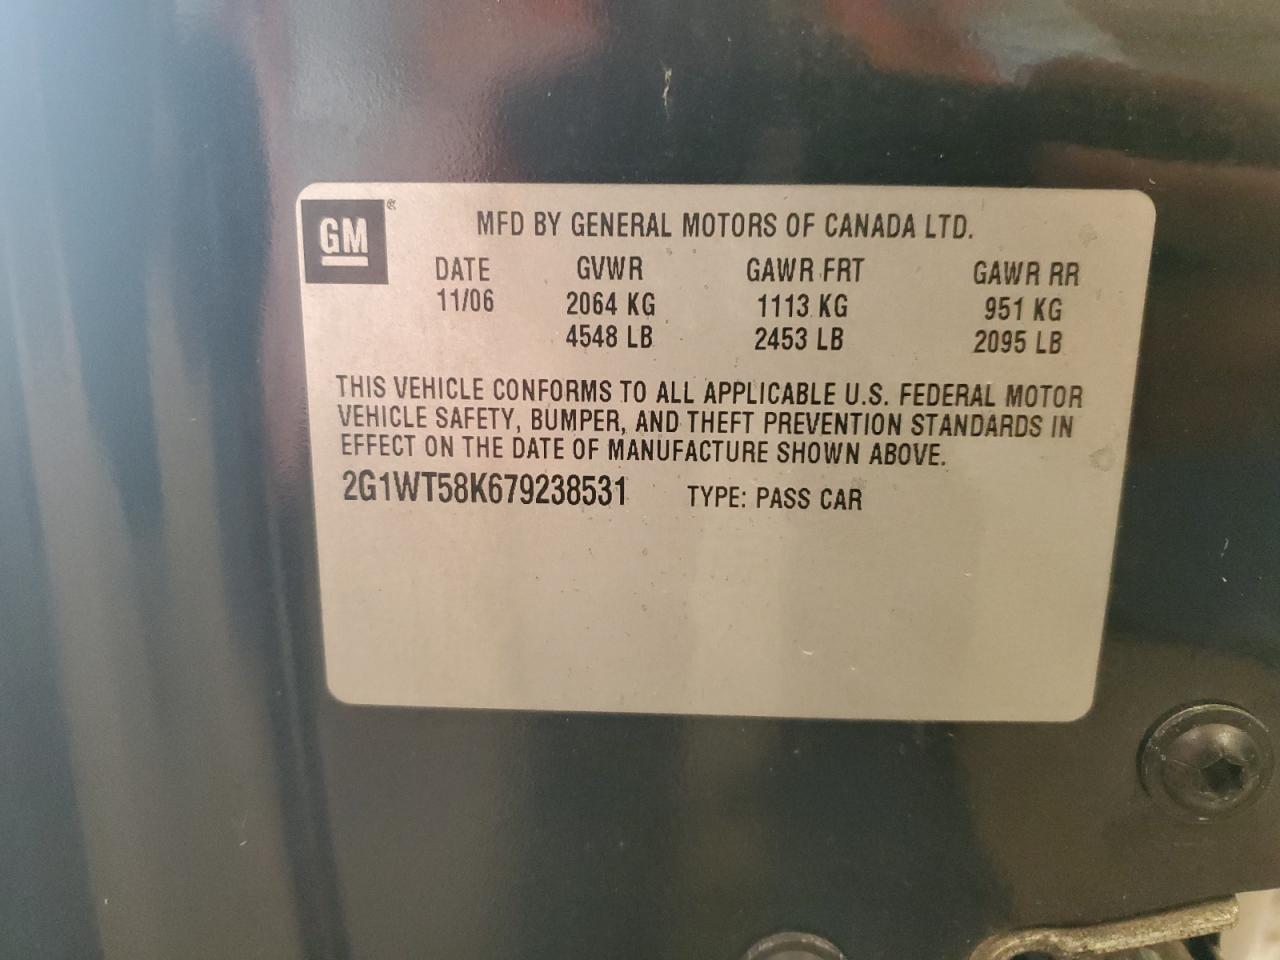 GM ®
MFD BY GENERAL MOTORS OF CANADA LTD.
DATE GVWR GAWR FRT GAWR RR
11/06 2064 KG 1113 KG 951 KG
4548 LB 2453 LB 2095 LB
THIS VEHICLE CONFORMS TO ALL APPLICABLE U.S. FEDERAL MOTOR
VEHICLE SAFETY, BUMPER, AND THEFT PREVENTION STANDARDS IN
EFFECT ON THE DATE OF MANUFACTURE SHOWN ABOVE.
2G1WT58K679238531 TYPE: PASS CAR